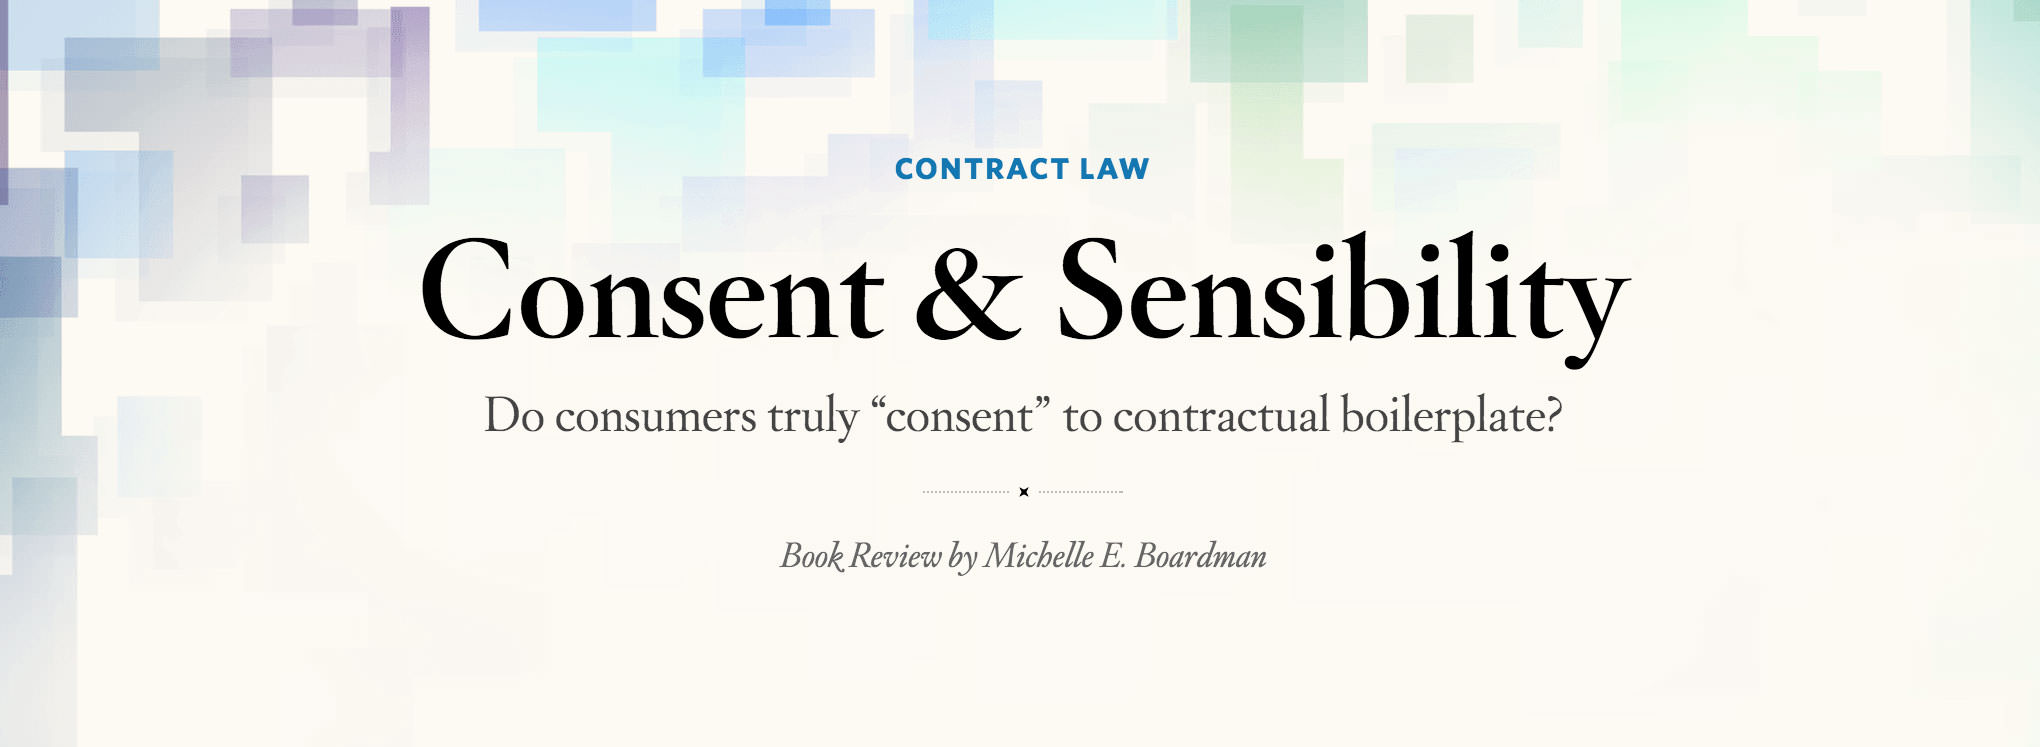 CONTRACT LAW
Consent & Sensibility
Do consumers truly “consent” to contractual boilerplate?
Book Review by Michelle E. Boardman